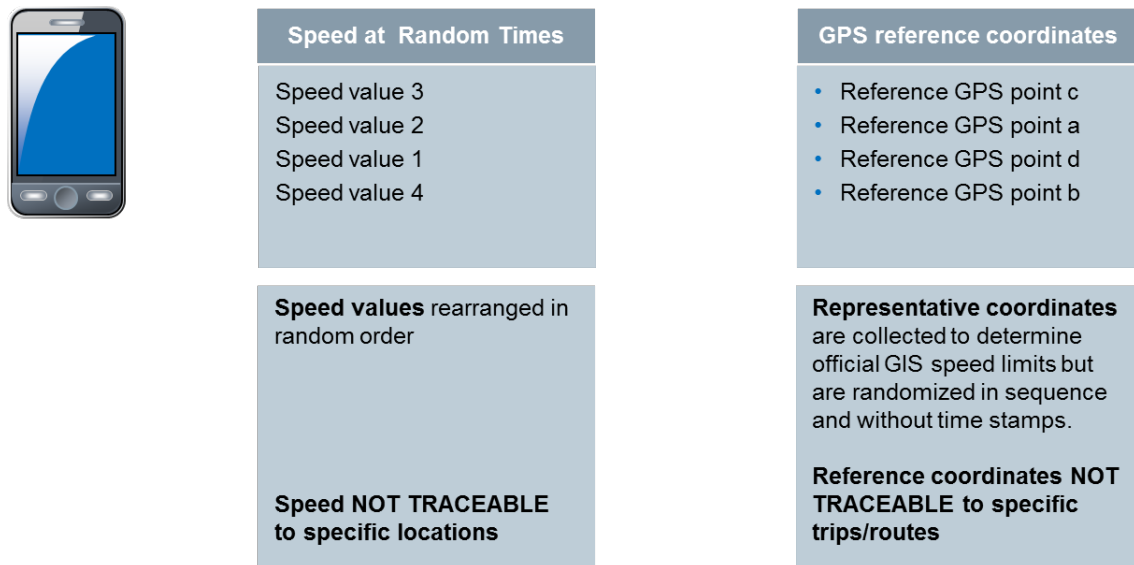 Speed at Random Times
Speed value 3
Speed value 2
Speed value 1
Speed value 4
Speed values rearranged in
random order
Speed NOT TRACEABLE
to specific locations
GPS reference coordinates
• Reference GPS point c
• Reference GPS point a
• Reference GPS point d
• Reference GPS point b
Representative coordinates
are collected to determine
official GIS speed limits but
are randomized in sequence
and without time stamps.
Reference coordinates NOT
TRACEABLE to specific
trips/routes